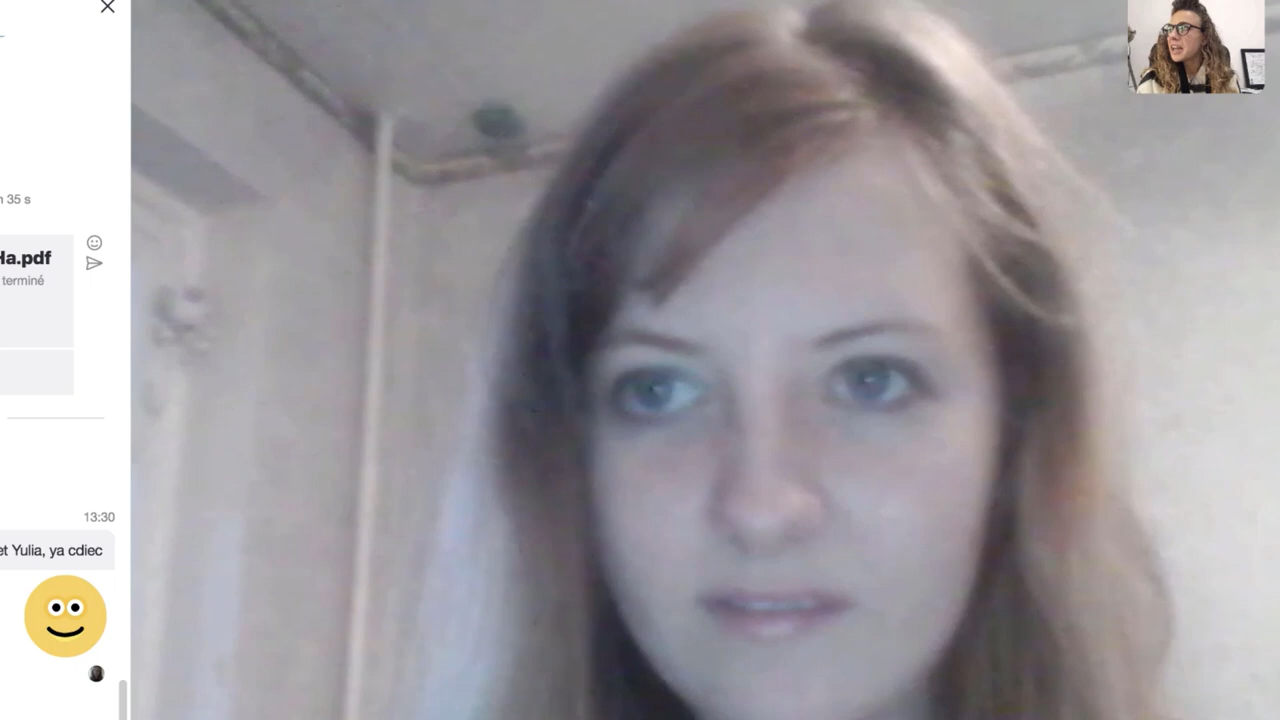 35 s
la.pdf
terminé
13:30
et Yulia, ya cdiec